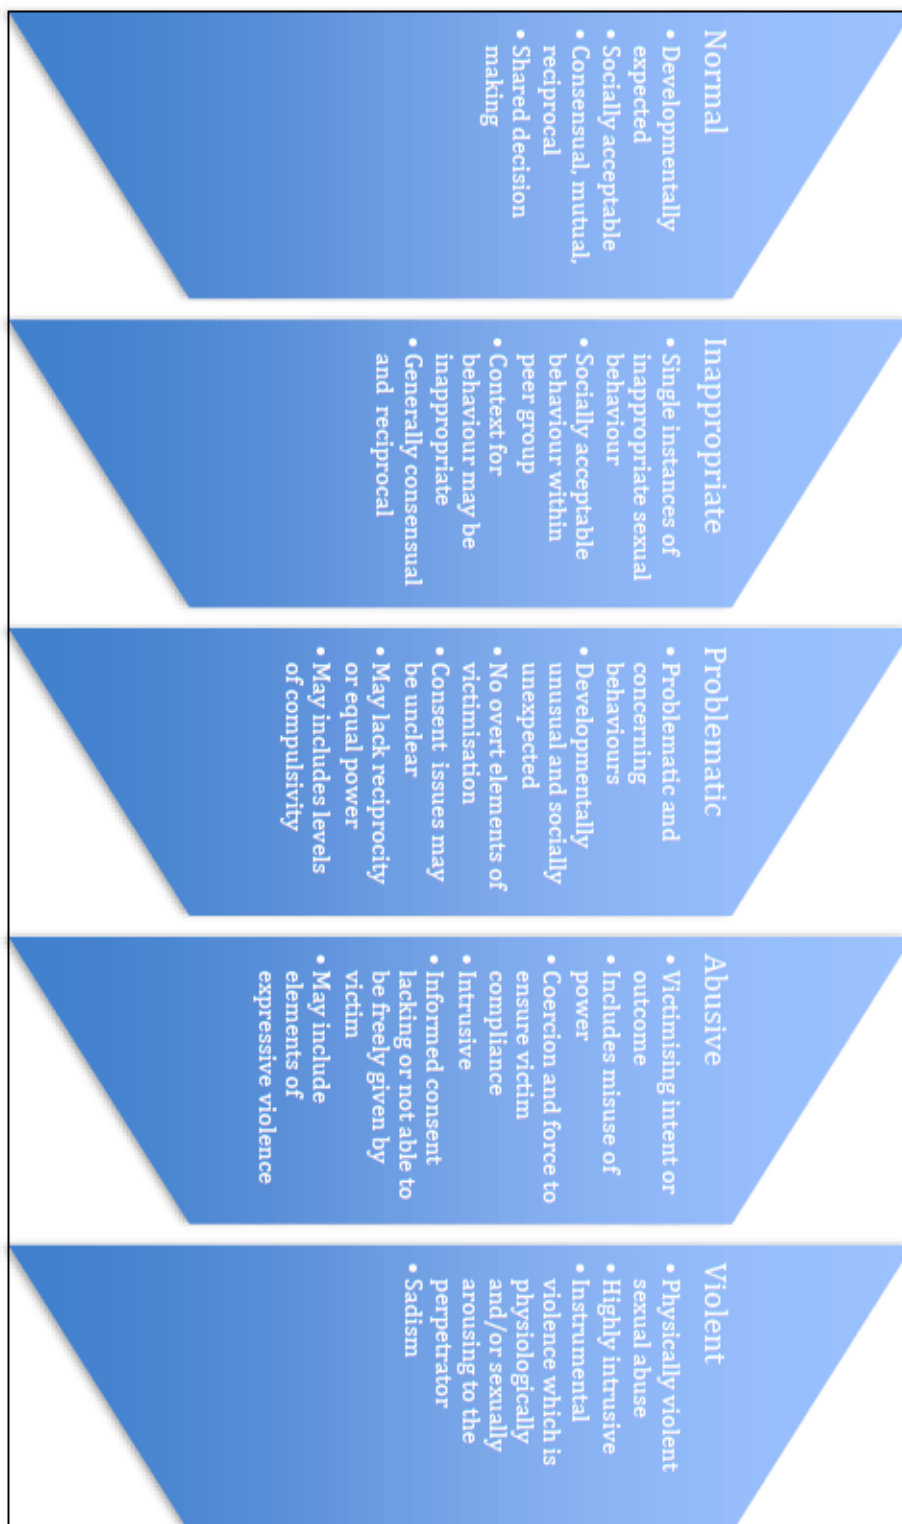 Normal
• Developmentally
expected
• Socially acceptable
• Consensual, mutual,
reciprocal
• Shared decision
making
Inappropriate
• Single instances of
inappropriate sexual
behaviour
• Socially acceptable
behaviour within
peer group
• Context for
behaviour may be
inappropriate
• Generally consensual
and reciprocal
Problematic
• Problematic and
concerning
behaviours
• Developmentally
unusual and socially
unexpected
• No overt elements of
victimisation
• Consent issues may
be unclear
• May lack reciprocity
or equal power
• May includes levels
of compulsivity
Abusive
• Victimising intent or
outcome
• Includes misuse of
power
• Coercion and force to
ensure victim
compliance
• Intrusive
• Informed consent
lacking or not able to
be freely given by
victim
• May include
elements of
expressive violence
Violent
• Physically violent
sexual abuse
• Highly intrusive
• Instrumental
violence which is
physiologically
and/or sexually
arousing to the
perpetrator
• Sadism